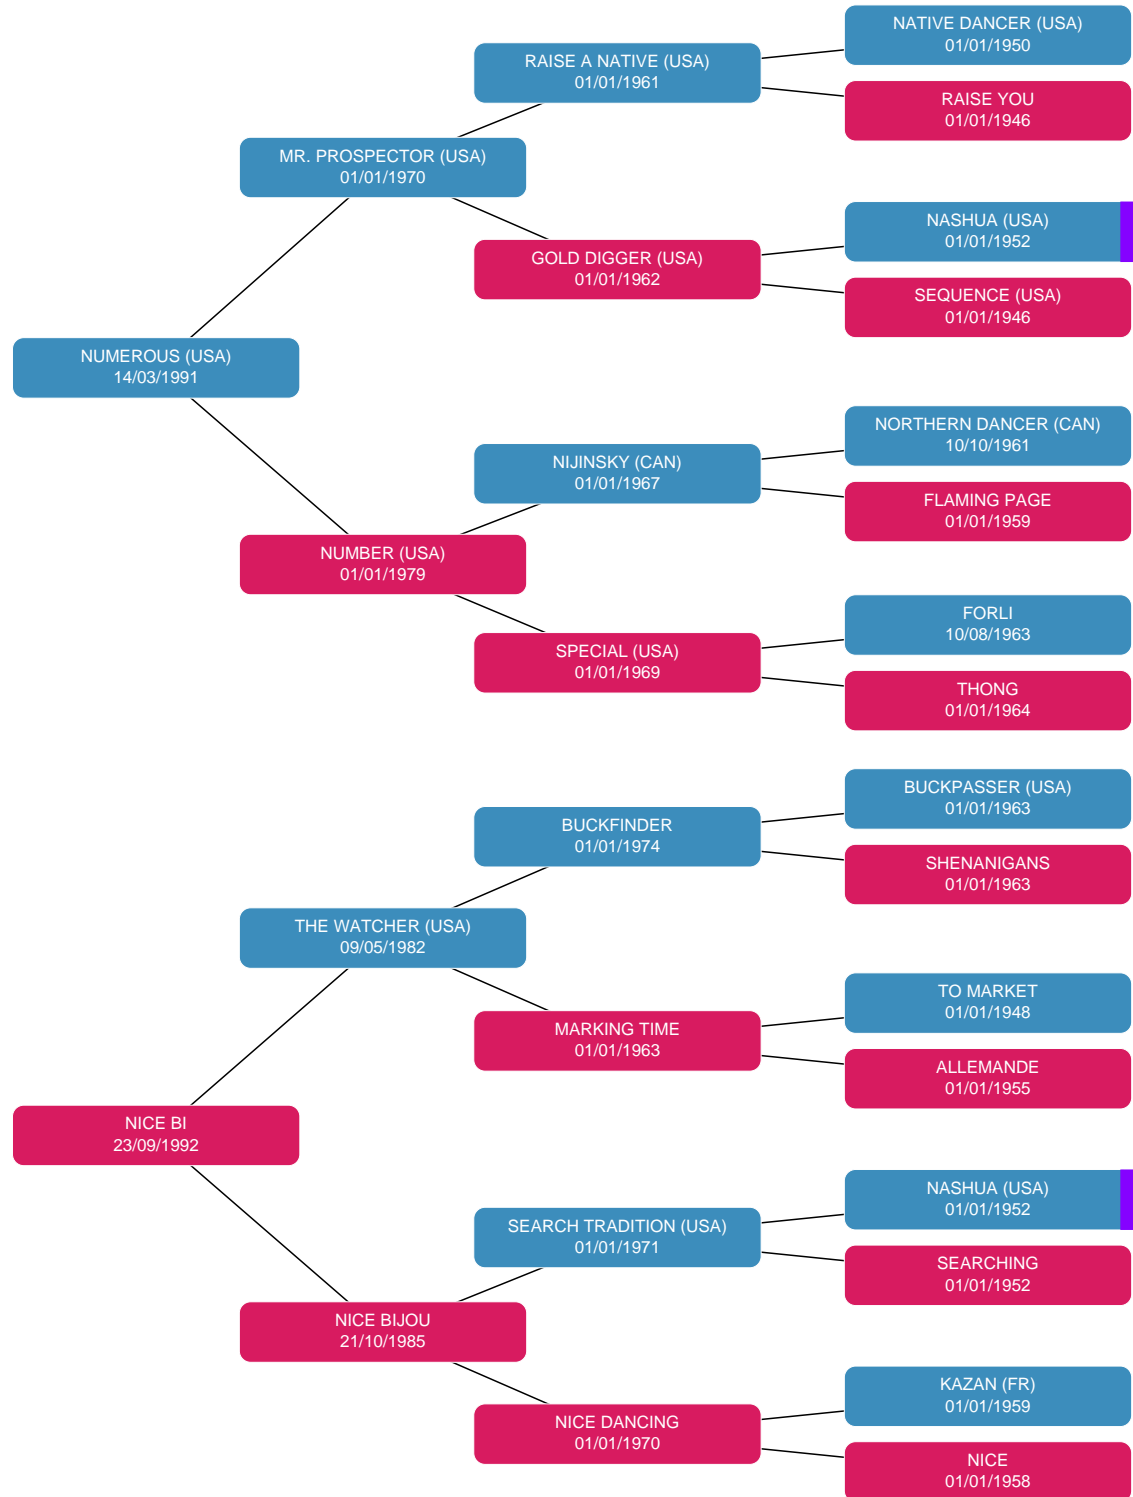 NATIVE DANCER (USA)
01/01/1950
RAISE A NATIVE (USA)
01/01/1961
RAISE YOU
01/01/1946
MR. PROSPECTOR (USA)
01/01/1970
NASHUA (USA)
01/01/1952
GOLD DIGGER (USA)
01/01/1962
SEQUENCE (USA)
01/01/1946
NUMEROUS (USA)
14/03/1991
NORTHERN DANCER (CAN)
10/10/1961
NIJINSKY (CAN)
01/01/1967
FLAMING PAGE
01/01/1959
NUMBER (USA)
01/01/1979
FORLI
10/08/1963
SPECIAL (USA)
01/01/1969
THONG
01/01/1964
BUCKPASSER (USA)
01/01/1963
BUCKFINDER
01/01/1974
SHENANIGANS
01/01/1963
THE WATCHER (USA)
09/05/1982
TO MARKET
01/01/1948
MARKING TIME
01/01/1963
ALLEMANDE
01/01/1955
NICE BI
23/09/1992
NASHUA (USA)
01/01/1952
SEARCH TRADITION (USA)
01/01/1971
SEARCHING
01/01/1952
NICE BIJOU
21/10/1985
KAZAN (FR)
01/01/1959
NICE DANCING
01/01/1970
NICE
01/01/1958